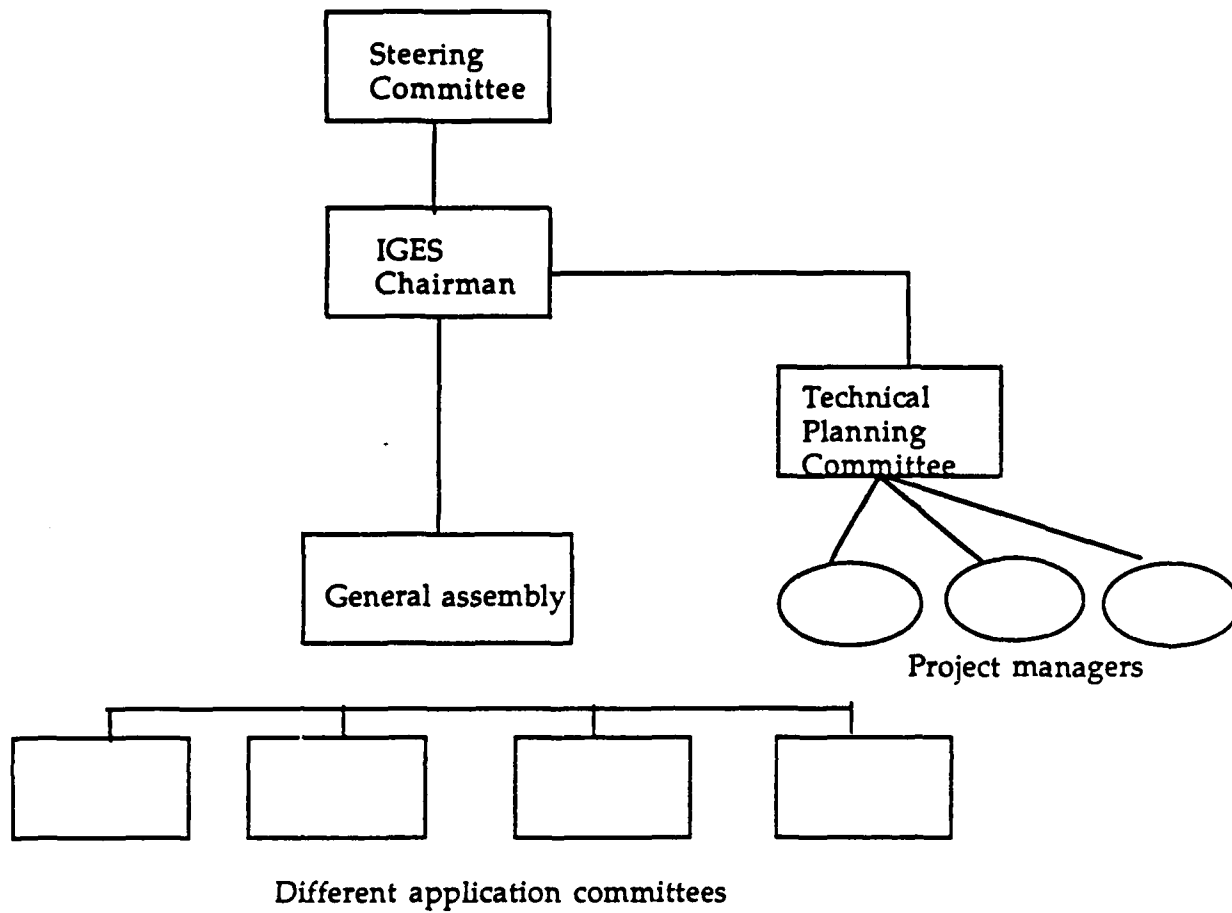 Steering
Committee
IGES
Chairman
Technical
Planning
Committee
General assembly
Project managers
Different application committees